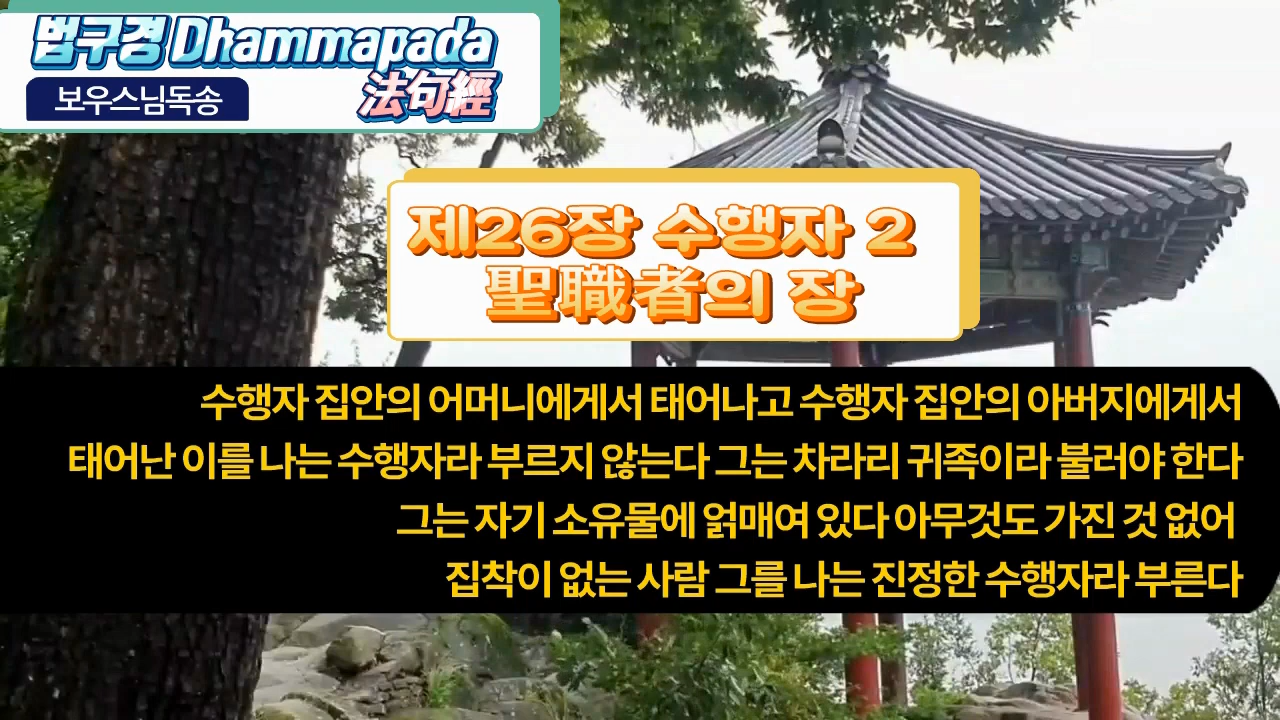 법구경 Dhammapada
法句經
보우스님독송
제26장 수행자 2
聖職者의 장
수행자 집안의 어머니에게서 태어나고 수행자 집안의 아버지에게서
태어난 이를 나는 수행자라 부르지 않는다 그는 차라리 귀족이라 불러야 한다
그는 자기 소유물에 얽매여 있다 아무것도 가진 것 없어
집착이 없는 사람 그를 나는 진정한 수행자라 부른다